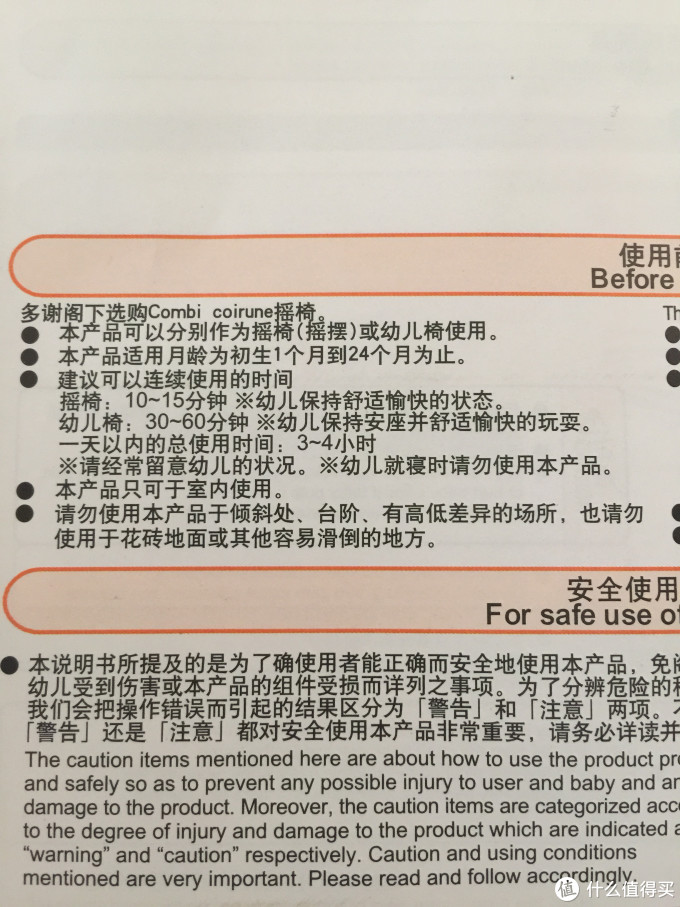 使用前
Before
多谢阁下选购Combi coirune摇椅。
Th
● 本产品可以分别作为摇椅(摇摆)或幼儿椅使用。
● 本产品适用月龄为初生1个月到24个月为止。
● 建议可以连续使用的时间
摇椅：10~15分钟 ※幼儿保持舒适愉快的状态。
幼儿椅：30~60分钟 ※幼儿保持安座并舒适愉快的玩耍。
一天以内的总使用时间：3~4小时
※请经常留意幼儿的状况。※幼儿就寝时请勿使用本产品。
● 本产品只可于室内使用。
● 请勿使用本产品于倾斜处、台阶、有高低差异的场所，也请勿
使用于花砖地面或其他容易滑倒的地方。
安全使用
For safe use of
● 本说明书所提及的是为了确使用者能正确而安全地使用本产品，免
幼儿受到伤害或本产品的组件受损而详列之事项。为了分辨危险的
我们会把操作错误而引起的结果区分为「警告」和「注意」两项。
「警告」还是「注意」都对安全使用本产品非常重要，请务必详读并
The caution items mentioned here are about how to use the product pr
and safely so as to prevent any possible injury to user and baby and a
damage to the product. Moreover, the caution items are categorized acc
to the degree of injury and damage to the product which are indicated a
“warning” and “caution” respectively. Caution and using conditions
mentioned are very important. Please read and follow accordingly.
值 什么值得买